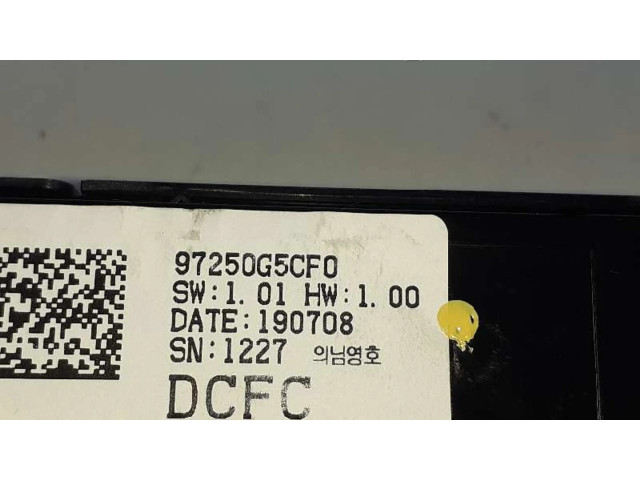 97250G5CF0
SW:1.01 HW:1.00
DATE:190708
SN:1227 의님영호
DCFC